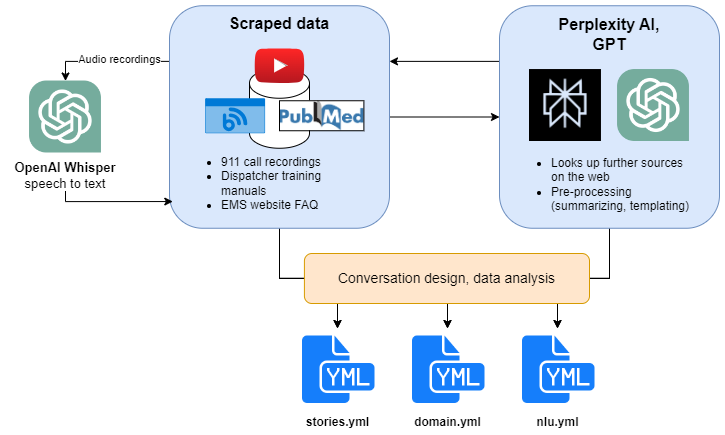 Scraped data
Perplexity AI,
GPT
Audio recordings
PubMed
OpenAI Whisper
speech to text
911 call recordings
Dispatcher training
manuals
EMS website FAQ
Looks up further sources
on the web
Pre-processing
(summarizing, templating)
Conversation design, data analysis
YML
YML
YML
stories.yml
domain.yml
nlu.yml